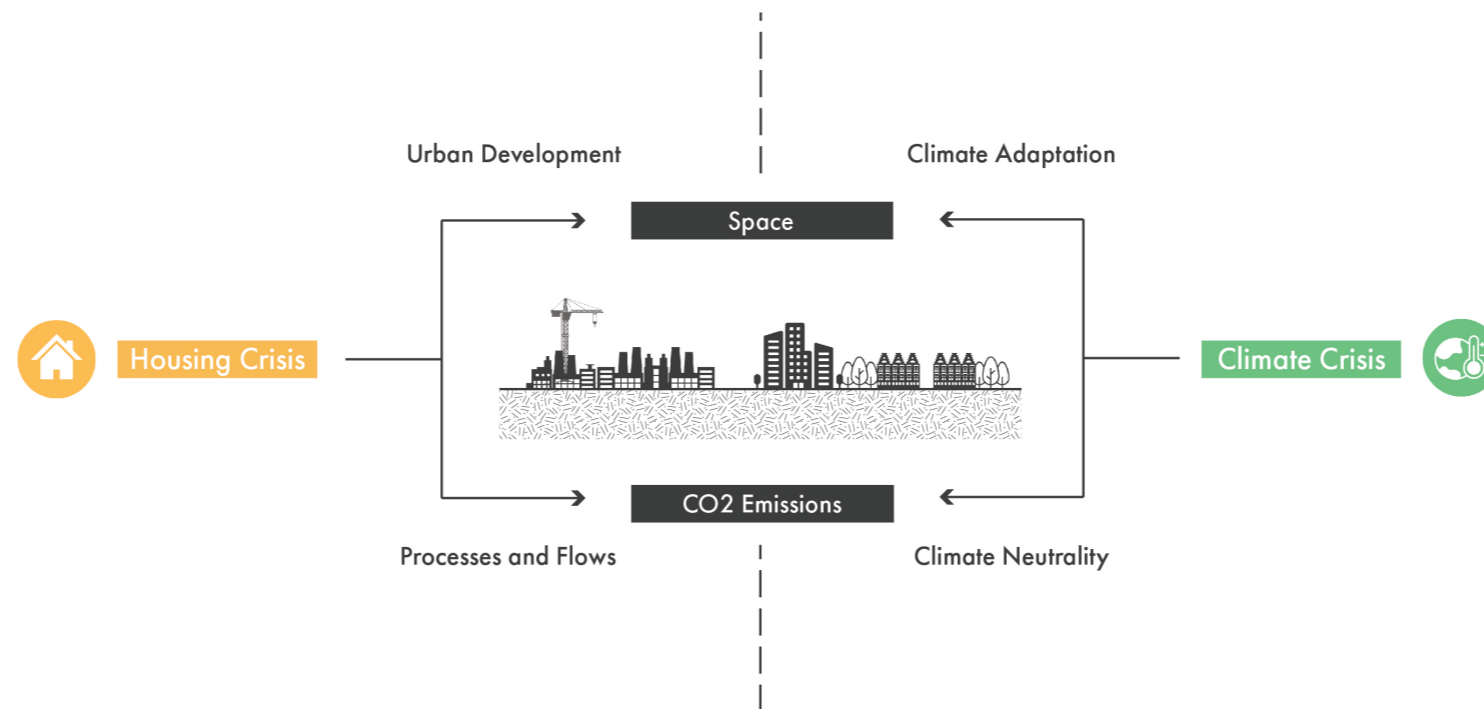 Urban Development
Climate Adaptation
Space
Housing Crisis
Climate Crisis
CO2 Emissions
Processes and Flows
Climate Neutrality